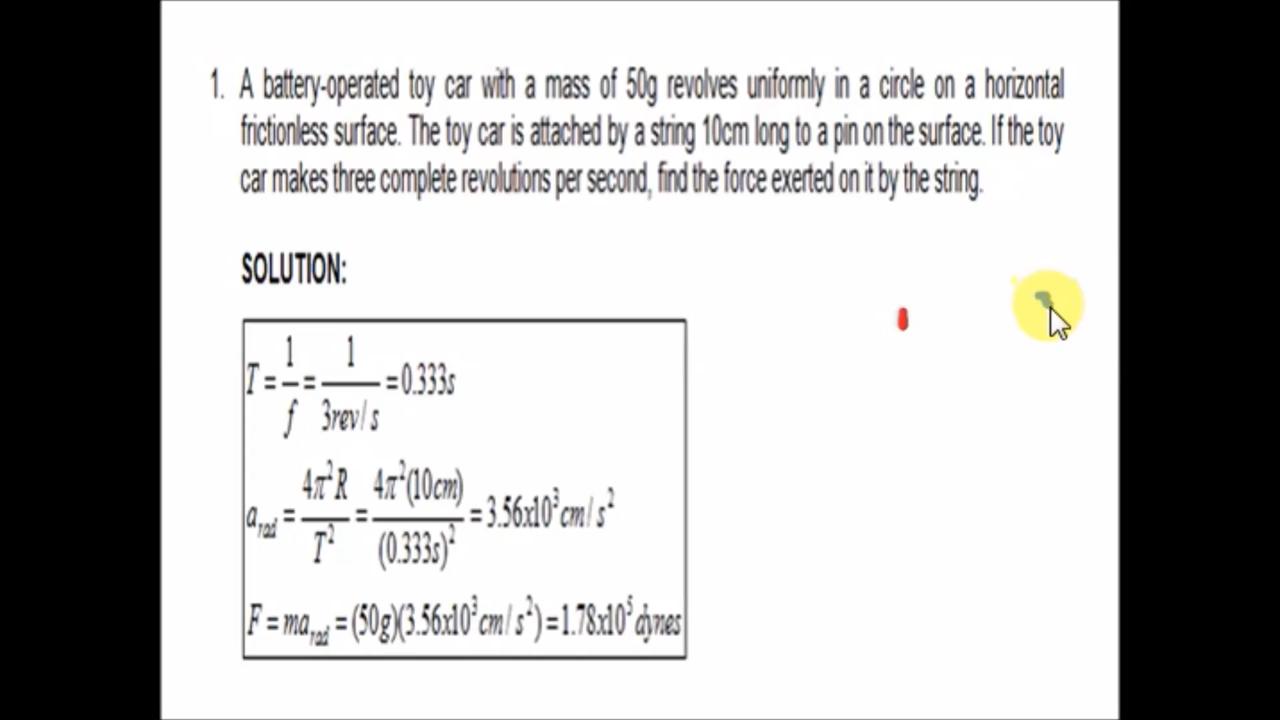 1. A battery-operated toy car with a mass of 50g revolves uniformly in a circle on a horizontal
frictionless surface. The toy car is attached by a string 10cm long to a pin on the surface. If the toy
car makes three complete revolutions per second, find the force exerted on it by the string.
SOLUTION:
T = 1/f = 1/(3rev/s) = 0.333s
a_rad = 4π²R/T² = 4π²(10cm)/(0.333s)² = 3.56x10³cm/s²
F = ma_rad = (50g)(3.56x10³cm/s²) = 1.78x10⁵dynes